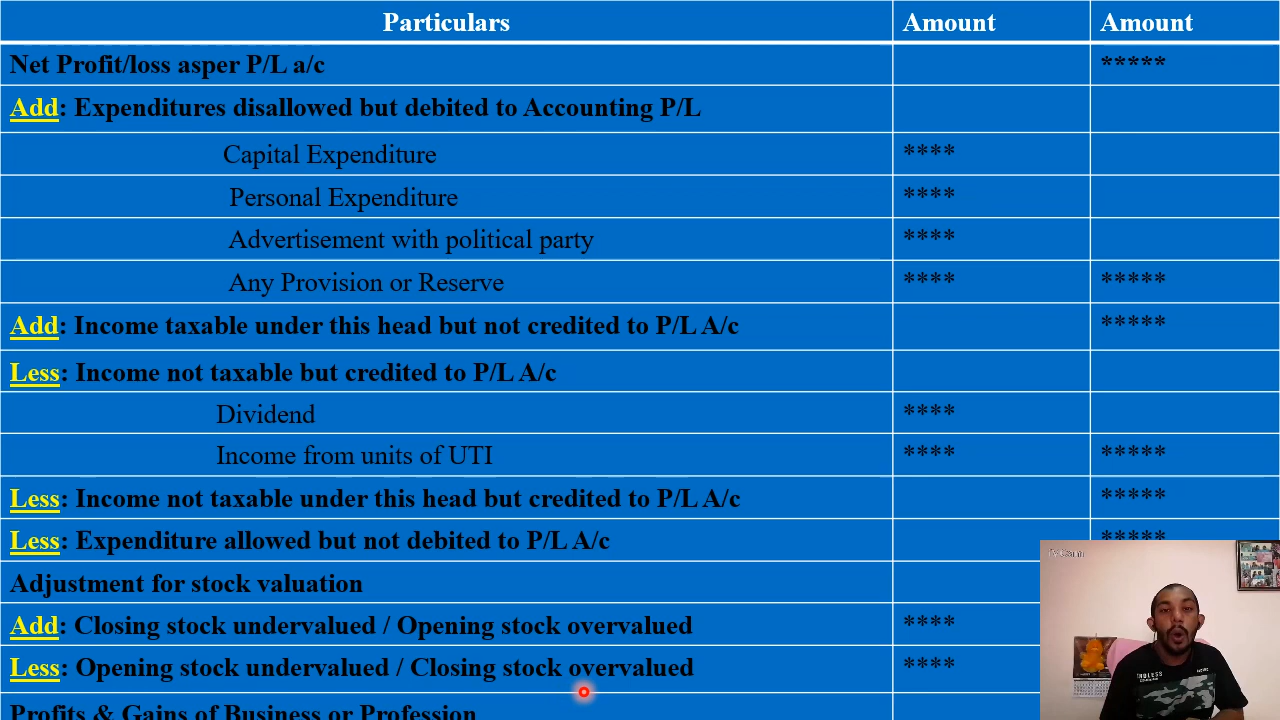 Particulars Amount Amount
Net Profit/loss asper P/L a/c *****
Add: Expenditures disallowed but debited to Accounting P/L
Capital Expenditure ****
Personal Expenditure ****
Advertisement with political party ****
Any Provision or Reserve **** *****
Add: Income taxable under this head but not credited to P/L A/c *****
Less: Income not taxable but credited to P/L A/c
Dividend ****
Income from units of UTI **** *****
Less: Income not taxable under this head but credited to P/L A/c *****
Less: Expenditure allowed but not debited to P/L A/c *****
Adjustment for stock valuation
Add: Closing stock undervalued / Opening stock overvalued ****
Less: Opening stock undervalued / Closing stock overvalued ****
Profits & Gains of Business or Profession